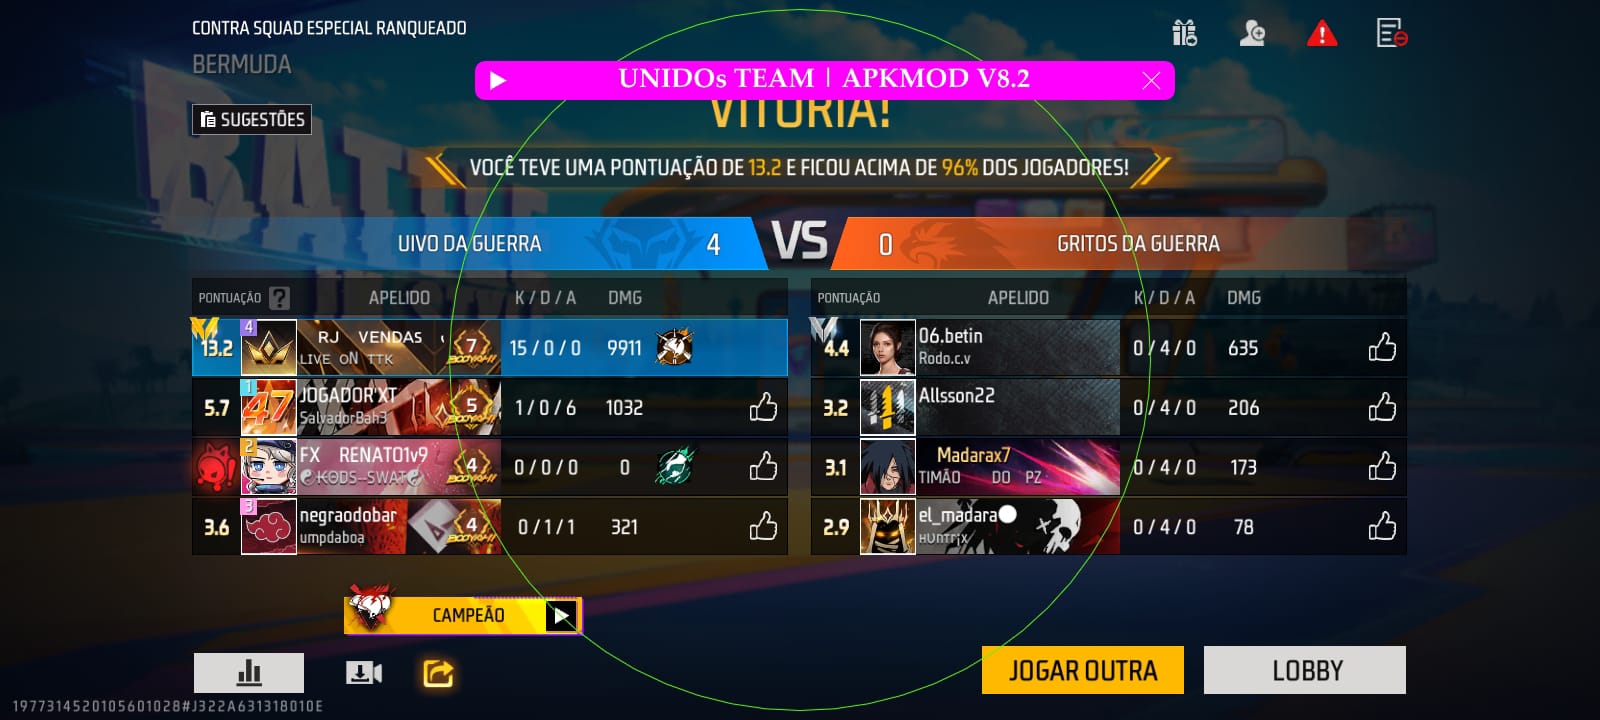 CONTRA SQUAD ESPECIAL RANQUEADO
BERMUDA
UNIDOs TEAM | APKMOD V8.2
SUGESTÕES
VITÓRIA!
VOCÊ TEVE UMA PONTUAÇÃO DE 13.2 E FICOU ACIMA DE 96% DOS JOGADORES!
UIVO DA GUERRA 4 VS 0 GRITOS DA GUERRA
PONTUAÇÃO ? APELIDO K / D / A DMG
4 13.2 RJ VENDAs 7 15 / 0 / 0 9911
LIVE oN TTK BOOYAH!
1 5.7 JOGADOR'XT 5 1 / 0 / 6 1032
47 SalvadorBah3 BOOYAH!
2 FX RENATO1v9 4 0 / 0 / 0 0
KODS-SWAT BOOYAH!
3 3.6 negraodobar 4 0 / 1 / 1 321
umpdaboa BOOYAH!
PONTUAÇÃO APELIDO K / D / A DMG
4.4 06.betin 0 / 4 / 0 635
Rodo.c.v
3.2 Allsson22 0 / 4 / 0 206
3.1 Madarax7 0 / 4 / 0 173
TIMÃO DO PZ
2.9 el_madara 0 / 4 / 0 78
HUNTRJX
CAMPEÃO
JOGAR OUTRA
LOBBY
1977314520105601028#J322A631318010E